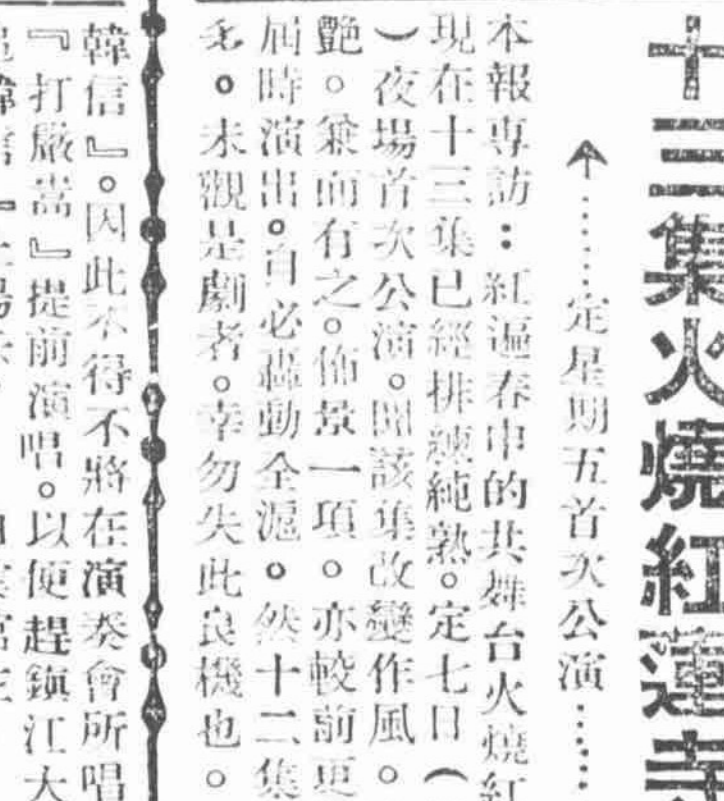 十三集火燒紅蓮寺
定星期五首次公演
本報專訪：紅遍春申的共舞台火燒紅
現在十三集已經排練純熟。定七日（
）夜場首次公演。聞該集改變作風。
艷。兼而有之。佈景一項。亦較前更
屆時演出。自必轟動全滬。然十二集
毛。未觀是劇者。幸勿失此良機也。
韓信』。因此不得不將在演奏會所唱
『打嚴嵩』提前演唱。以便趕鎮江大